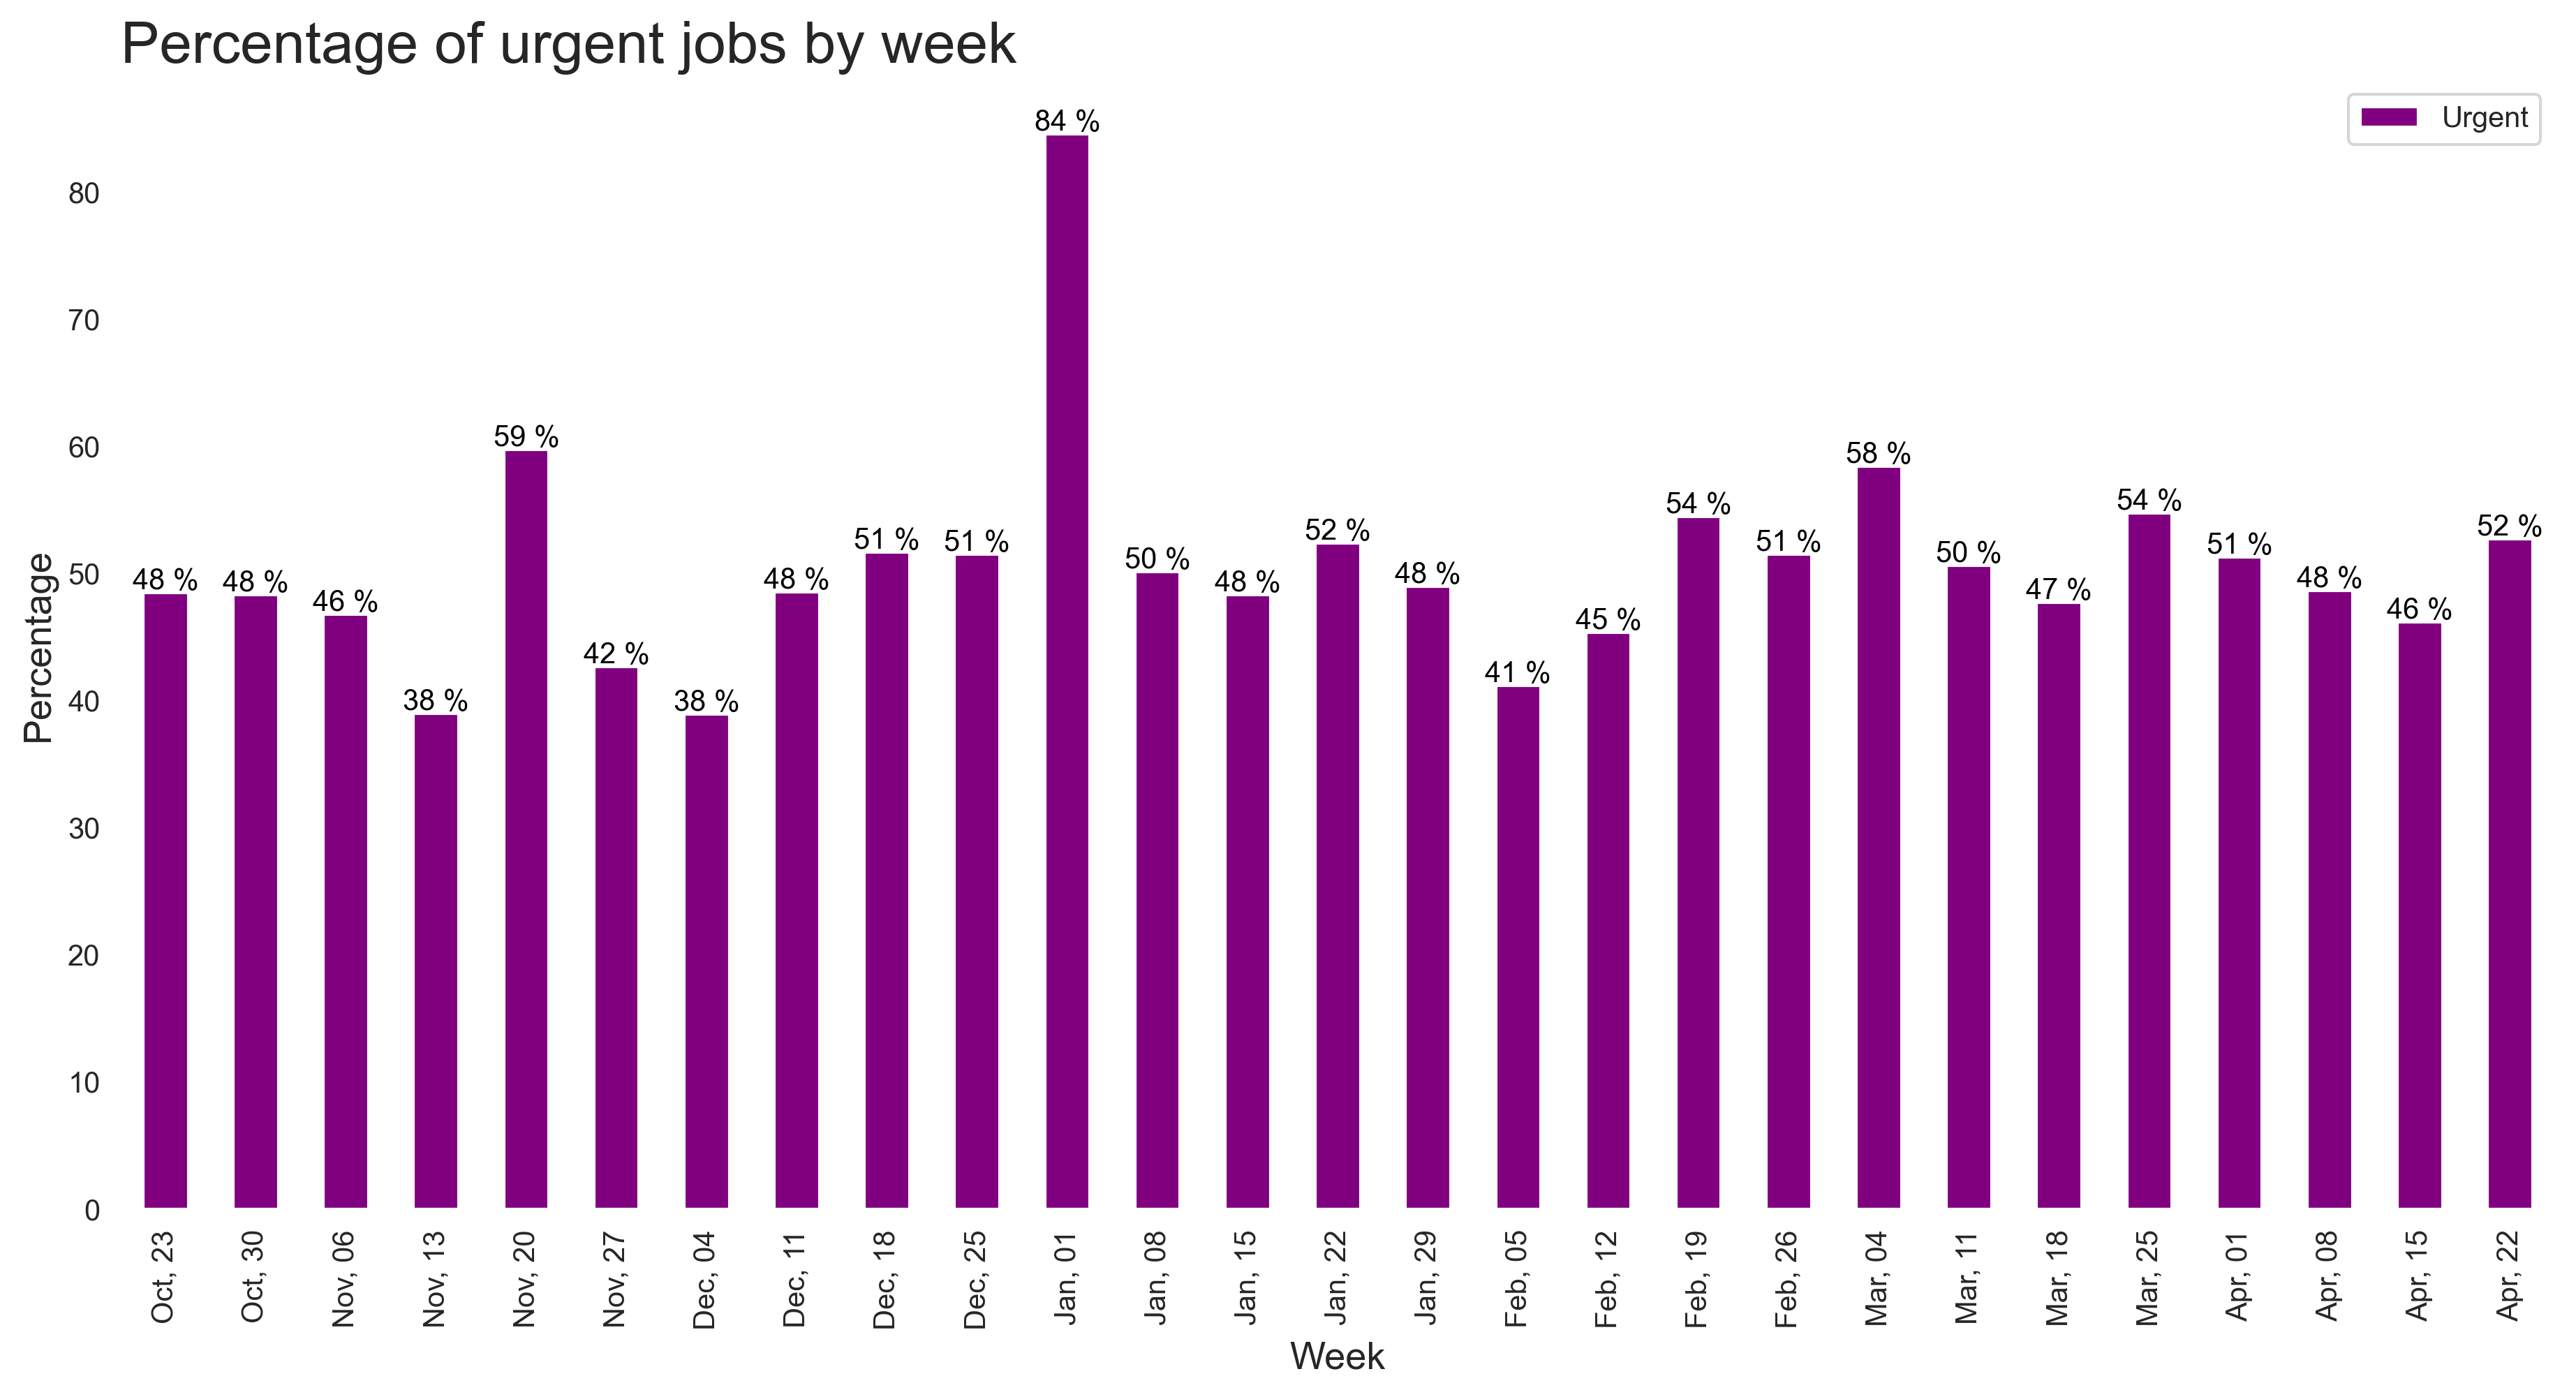 Percentage of urgent jobs by week
Urgent
Percentage
80
70
60
50
40
30
20
10
0
48 %
48 %
46 %
38 %
59 %
42 %
38 %
48 %
51 %
51 %
84 %
50 %
48 %
52 %
48 %
41 %
45 %
54 %
51 %
58 %
50 %
47 %
54 %
51 %
48 %
46 %
52 %
Oct, 23
Oct, 30
Nov, 06
Nov, 13
Nov, 20
Nov, 27
Dec, 04
Dec, 11
Dec, 18
Dec, 25
Jan, 01
Jan, 08
Jan, 15
Jan, 22
Jan, 29
Feb, 05
Feb, 12
Feb, 19
Feb, 26
Mar, 04
Mar, 11
Mar, 18
Mar, 25
Apr, 01
Apr, 08
Apr, 15
Apr, 22
Week